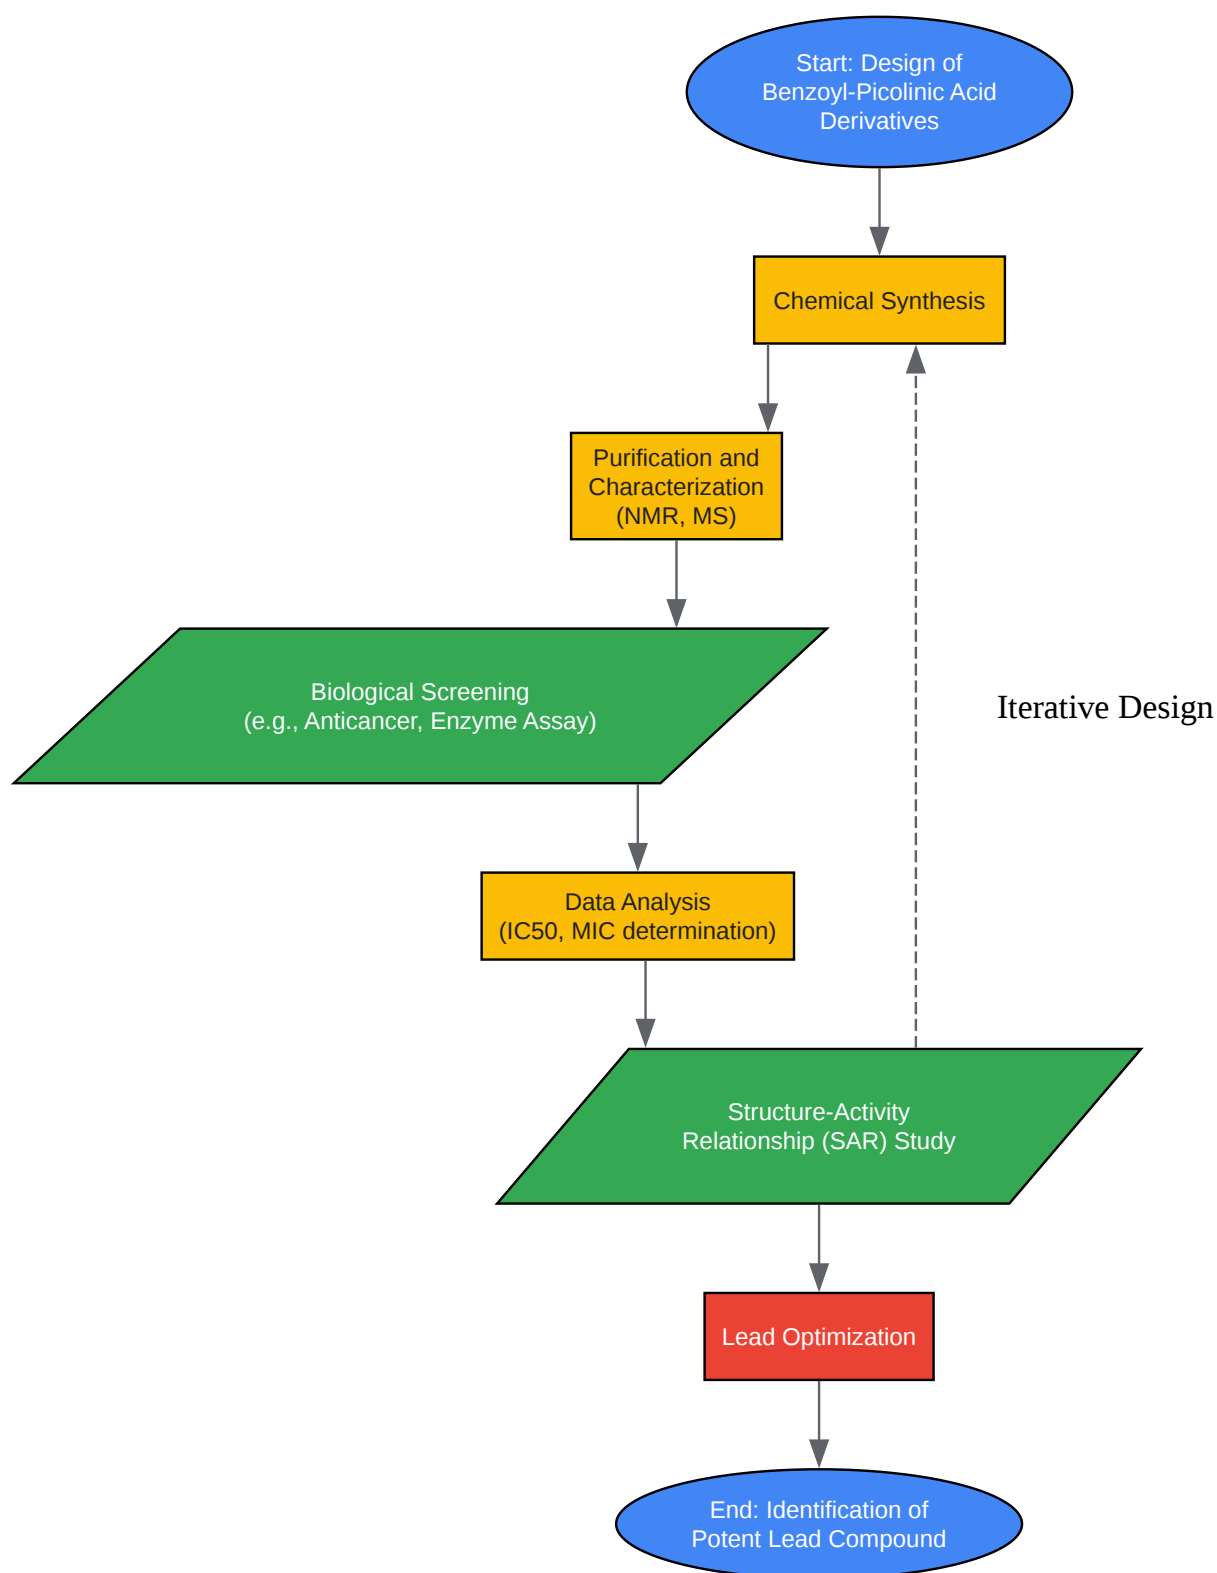 Start: Design of
Benzoyl-Picolinic Acid
Derivatives
Chemical Synthesis
Purification and
Characterization
(NMR, MS)
Biological Screening
(e.g., Anticancer, Enzyme Assay)
Iterative Design
Data Analysis
(IC50, MIC determination)
Structure-Activity
Relationship (SAR) Study
Lead Optimization
End: Identification of
Potent Lead Compound